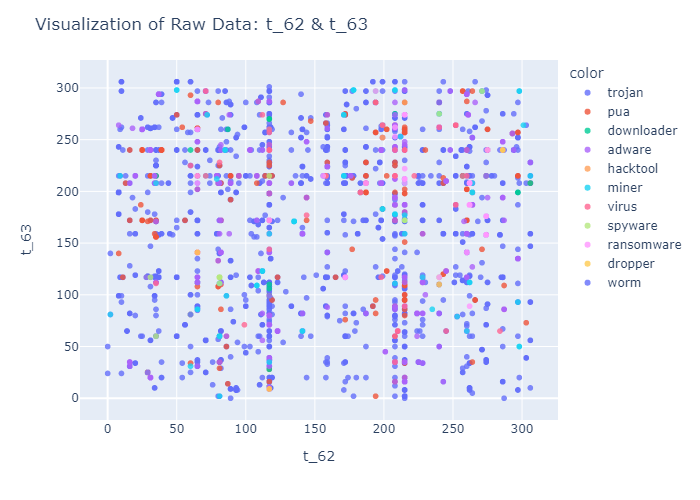 Visualization of Raw Data: t_62 & t_63
color
trojan
pua
downloader
adware
hacktool
miner
virus
spyware
ransomware
dropper
worm
t_63
300
250
200
150
100
50
0
0 50 100 150 200 250 300
t_62